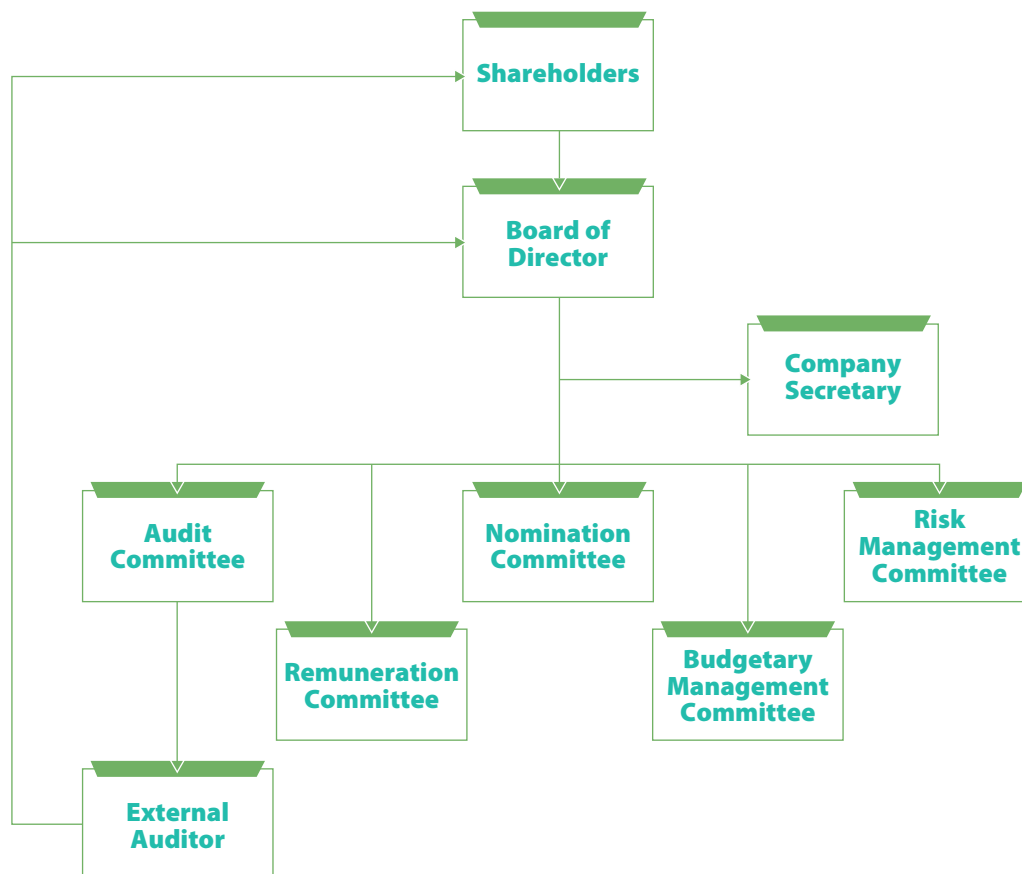 Shareholders
Board of
Director
Company
Secretary
Audit
Committee
Nomination
Committee
Risk
Management
Committee
Remuneration
Committee
Budgetary
Management
Committee
External
Auditor